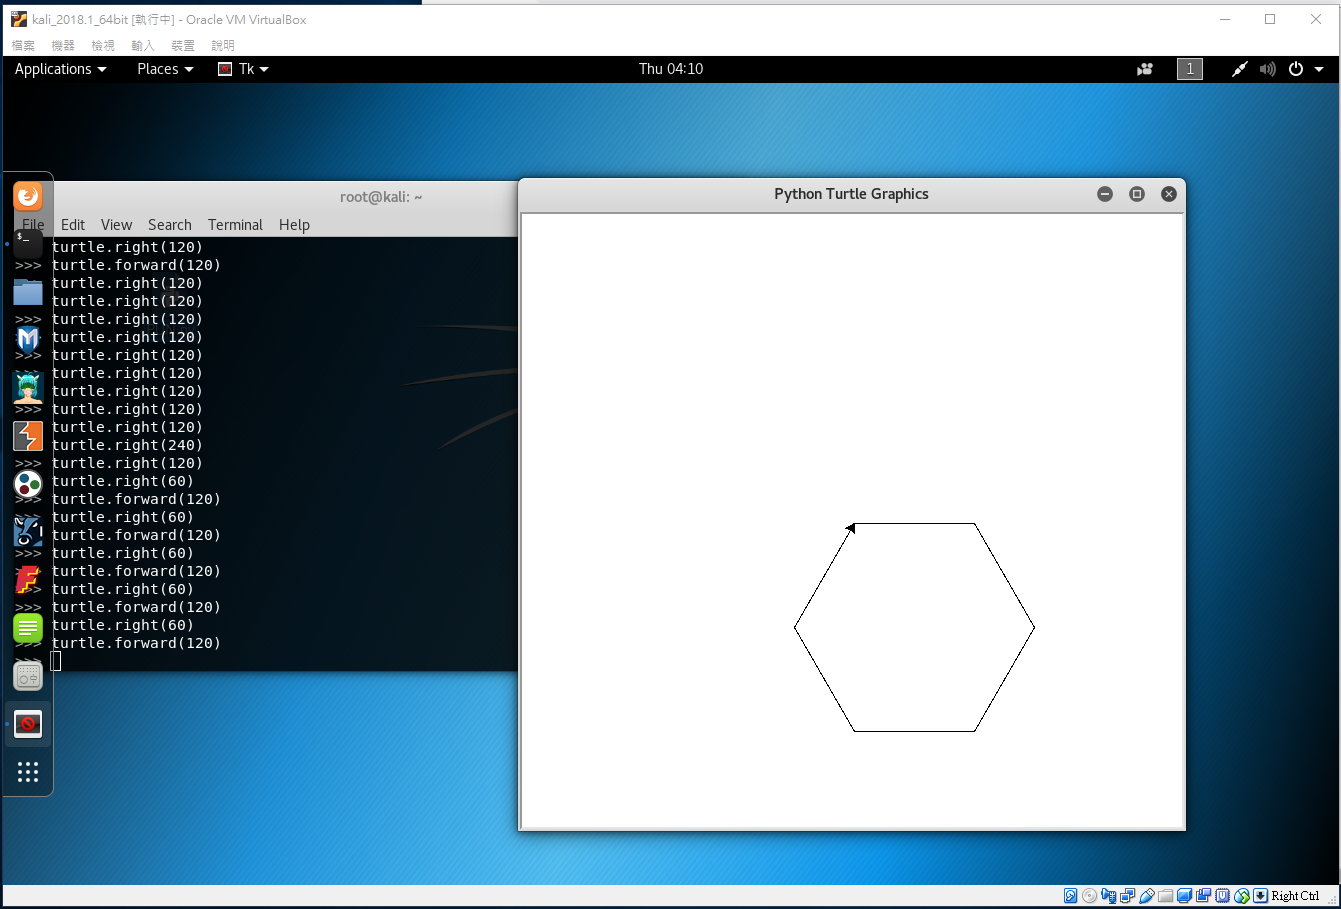 kali_2018.1_64bit [執行中] - Oracle VM VirtualBox
檔案 機器 檢視 輸入 裝置 說明
Applications Places Tk Thu 04:10 1
root@kali: ~
File Edit View Search Terminal Help
turtle.right(120)
>>> turtle.forward(120)
turtle.right(120)
turtle.right(120)
>>> turtle.right(120)
turtle.right(120)
>>> turtle.right(120)
turtle.right(120)
turtle.right(120)
>>> turtle.right(120)
turtle.right(120)
turtle.right(240)
>>> turtle.right(120)
turtle.right(60)
>>> turtle.forward(120)
turtle.right(60)
turtle.forward(120)
>>> turtle.right(60)
turtle.forward(120)
>>> turtle.right(60)
>>> turtle.forward(120)
turtle.right(60)
>>> turtle.forward(120)
Python Turtle Graphics
Right Ctrl